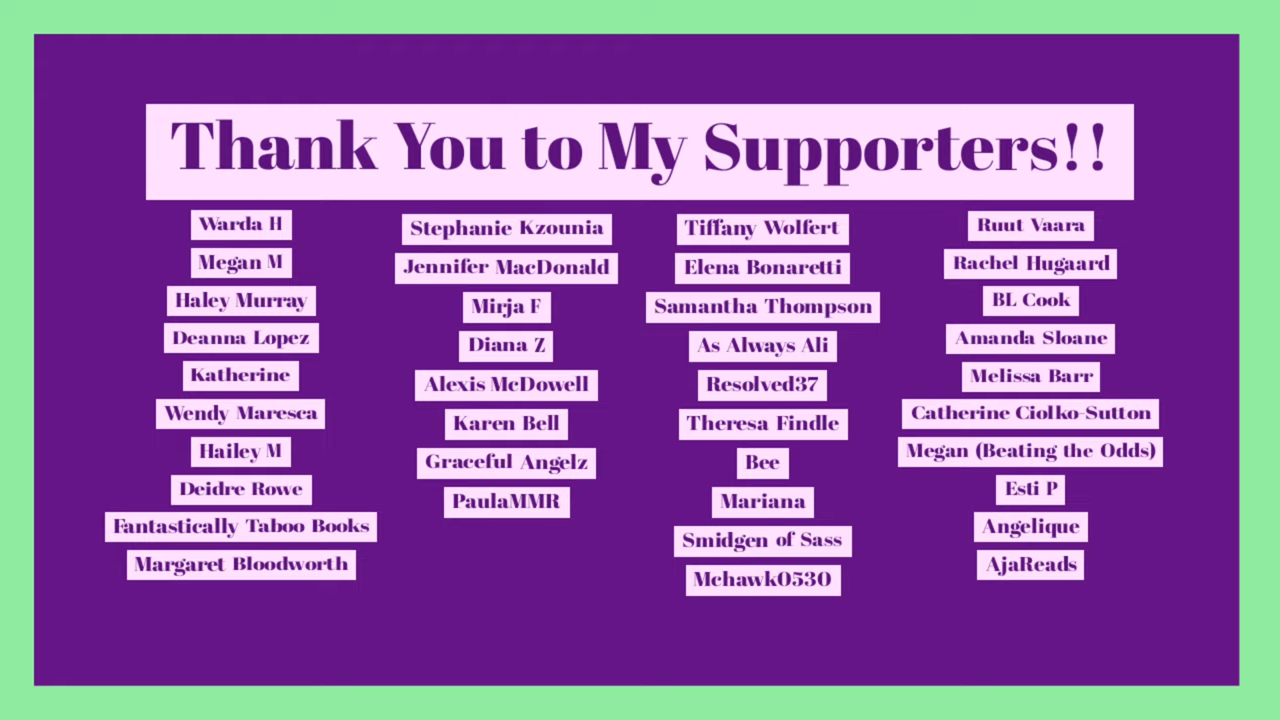 Thank You to My Supporters!!
Warda H
Megan M
Haley Murray
Deanna Lopez
Katherine
Wendy Maresca
Hailey M
Deidre Rowe
Fantastically Taboo Books
Margaret Bloodworth
Stephanie Kzounia
Jennifer MacDonald
Mirja F
Diana Z
Alexis McDowell
Karen Bell
Graceful Angelz
PaulaMMR
Tiffany Wolfert
Elena Bonaretti
Samantha Thompson
As Always Ali
Resolved37
Theresa Findle
Bee
Mariana
Smidgen of Sass
Mchawk0530
Ruut Vaara
Rachel Hugaard
BL Cook
Amanda Sloane
Melissa Barr
Catherine Ciolko-Sutton
Megan (Beating the Odds)
Esti P
Angelique
AjaReads